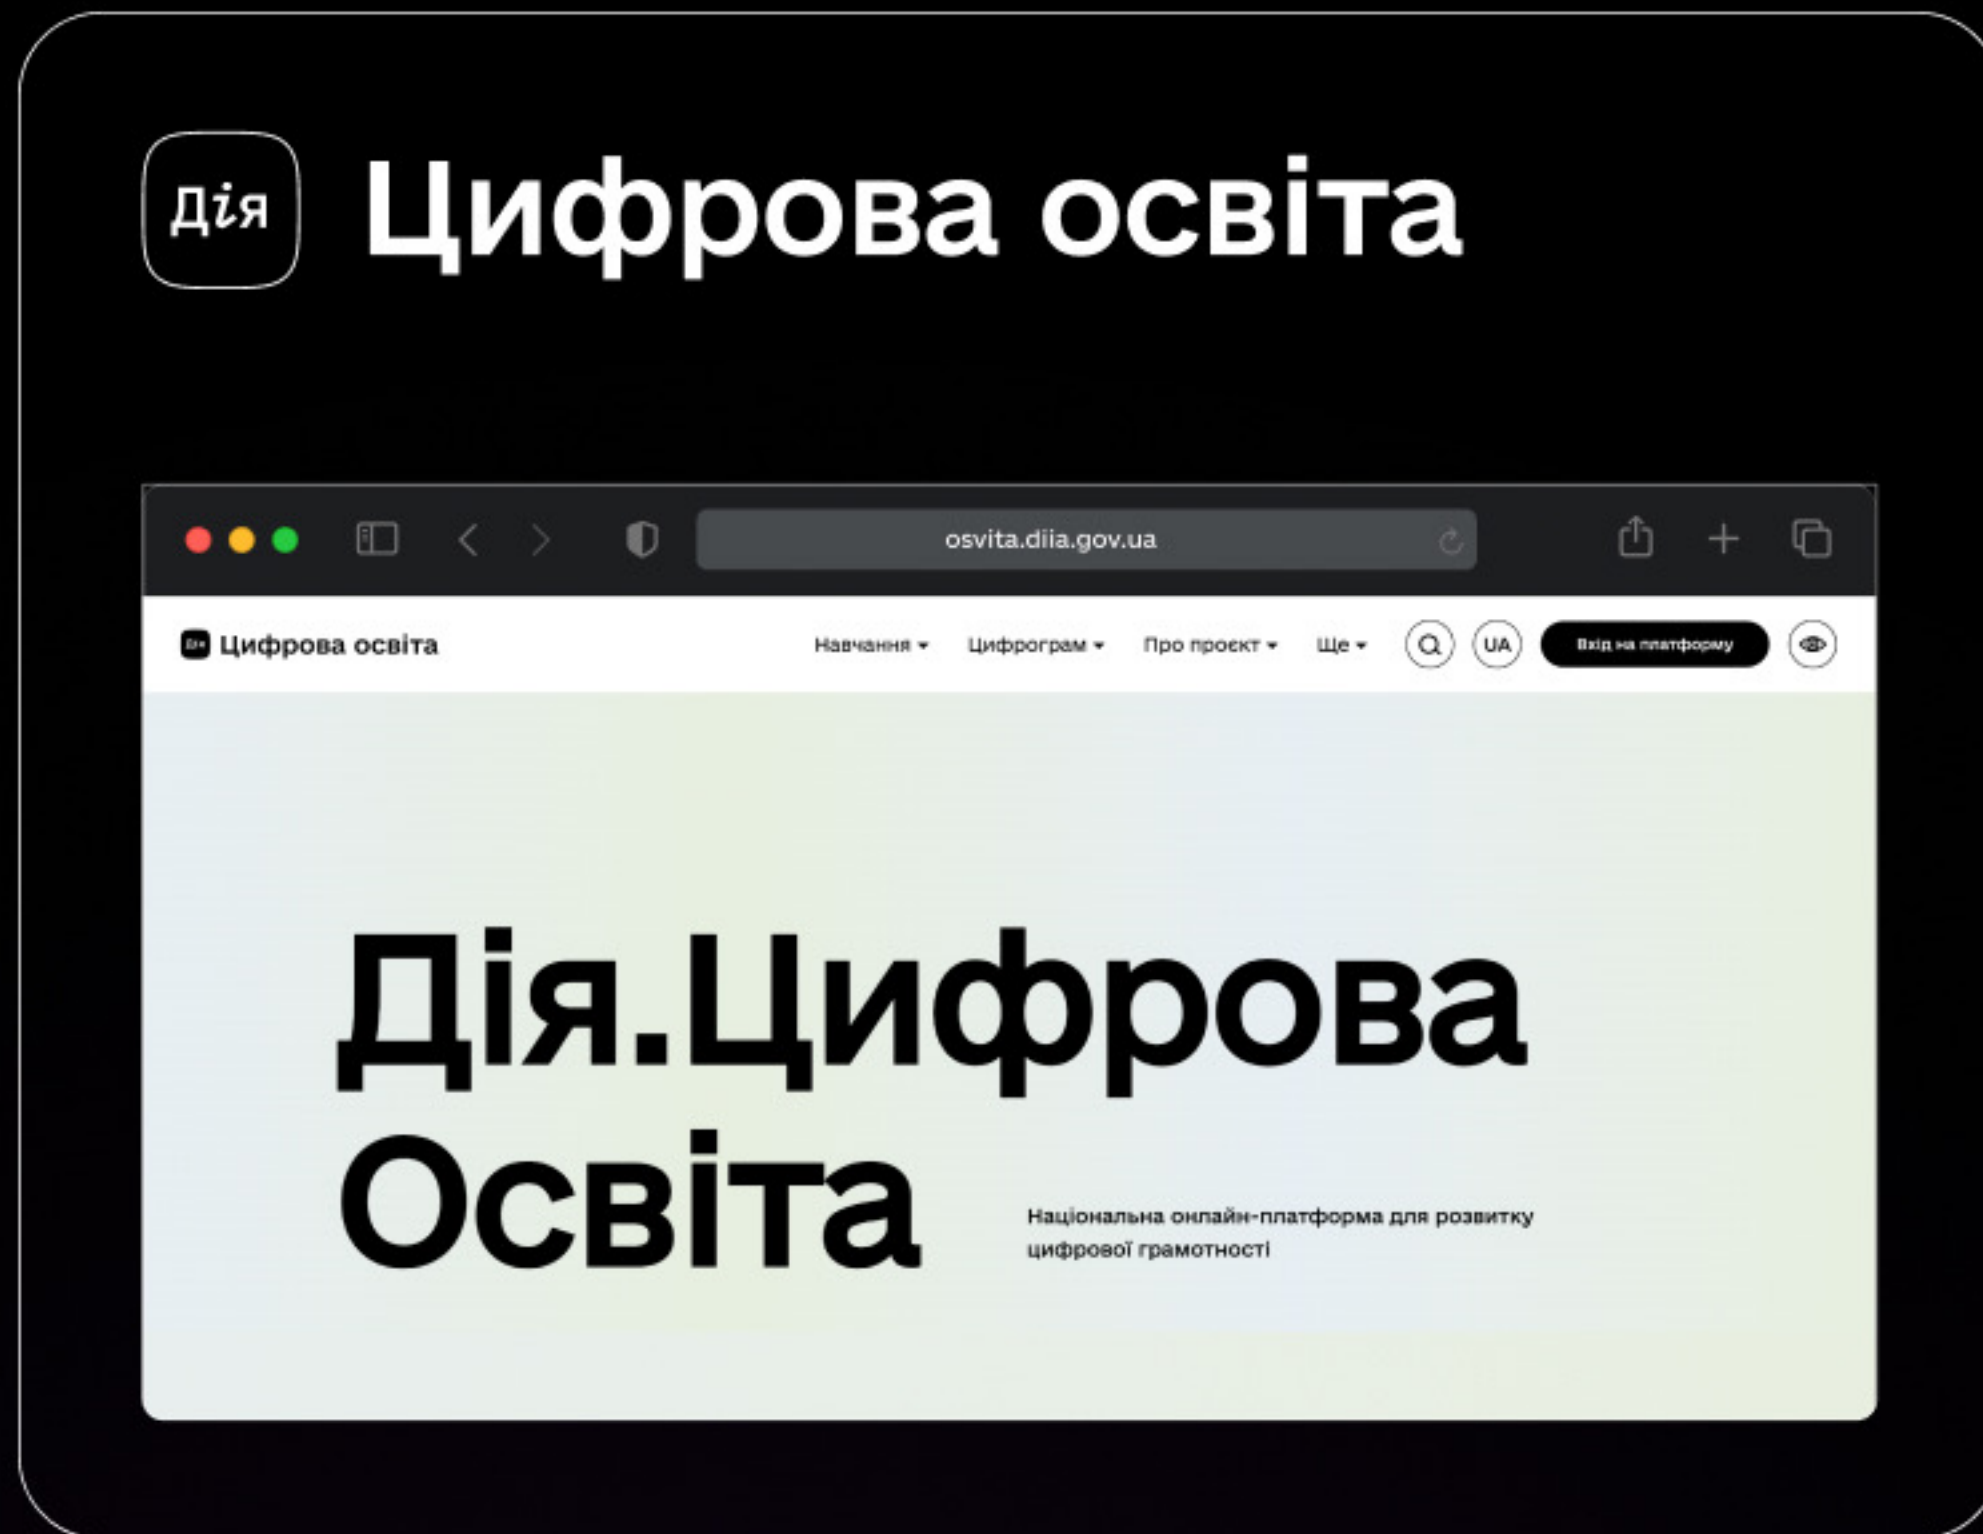 Дія Цифрова освіта
osvita.diia.gov.ua
Дія Цифрова освіта Навчання Цифрограм Про проєкт Ще UA Вхід на платформу
Дія.Цифрова
Освіта
Національна онлайн-платформа для розвитку
цифрової грамотності